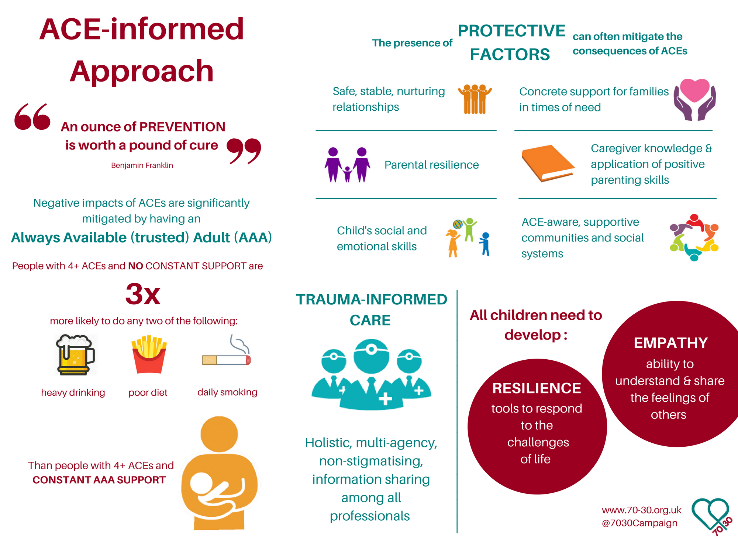 ACE-informed
Approach
An ounce of PREVENTION
is worth a pound of cure
Benjamin Franklin
Negative impacts of ACEs are significantly
mitigated by having an
Always Available (trusted) Adult (AAA)
People with 4+ ACEs and NO CONSTANT SUPPORT are
3x
more likely to do any two of the following:
heavy drinking
poor diet
daily smoking
Than people with 4+ ACEs and
CONSTANT AAA SUPPORT
The presence of
PROTECTIVE
FACTORS
can often mitigate the
consequences of ACEs
Safe, stable, nurturing
relationships
Concrete support for families
in times of need
Parental resilience
Caregiver knowledge &
application of positive
parenting skills
Child's social and
emotional skills
ACE-aware, supportive
communities and social
systems
TRAUMA-INFORMED
CARE
Holistic, multi-agency,
non-stigmatising,
information sharing
among all
professionals
All children need to
develop :
RESILIENCE
tools to respond
to the
challenges
of life
EMPATHY
ability to
understand & share
the feelings of
others
www.70-30.org.uk
@7030Campaign
70/30